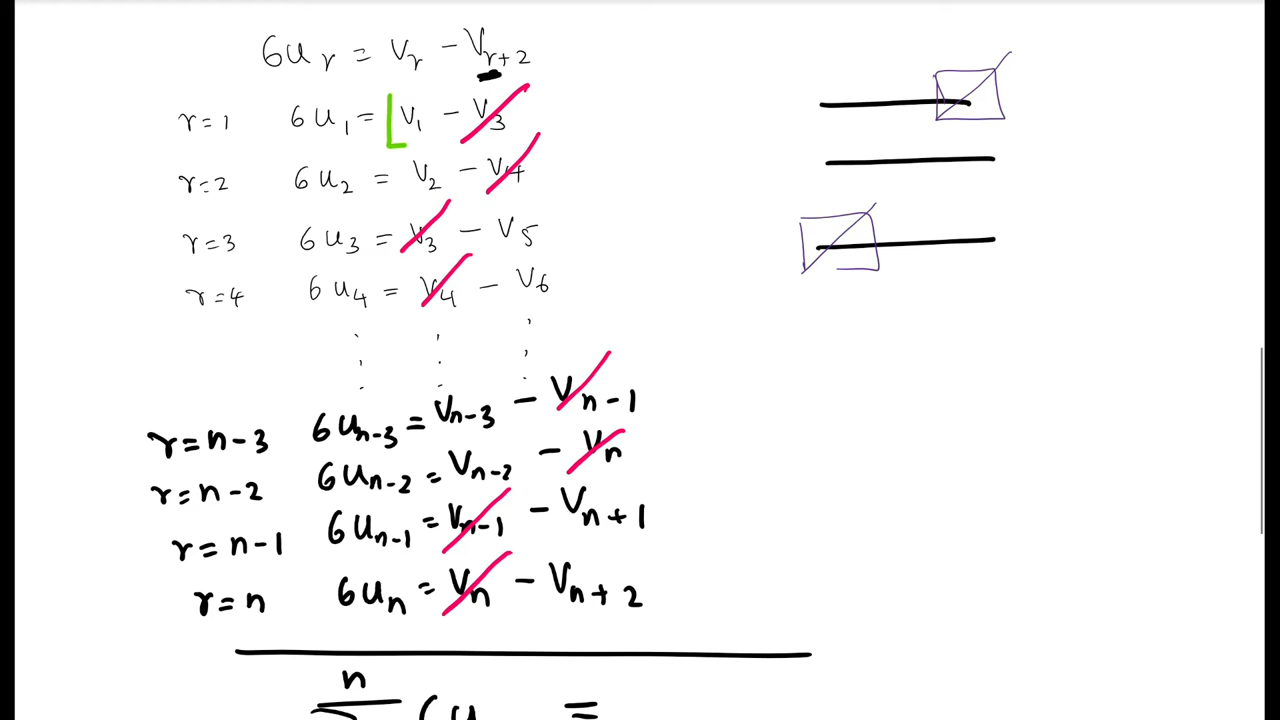 6u_r = V_r - V_{r+2}
r=1 6u_1 = V_1 - V_3
r=2 6u_2 = V_2 - V_4
r=3 6u_3 = V_3 - V_5
r=4 6u_4 = V_4 - V_6
r=n-3 6u_{n-3} = V_{n-3} - V_{n-1}
r=n-2 6u_{n-2} = V_{n-2} - V_n
r=n-1 6u_{n-1} = V_{n-1} - V_{n+1}
r=n 6u_n = V_n - V_{n+2}
n
6u =